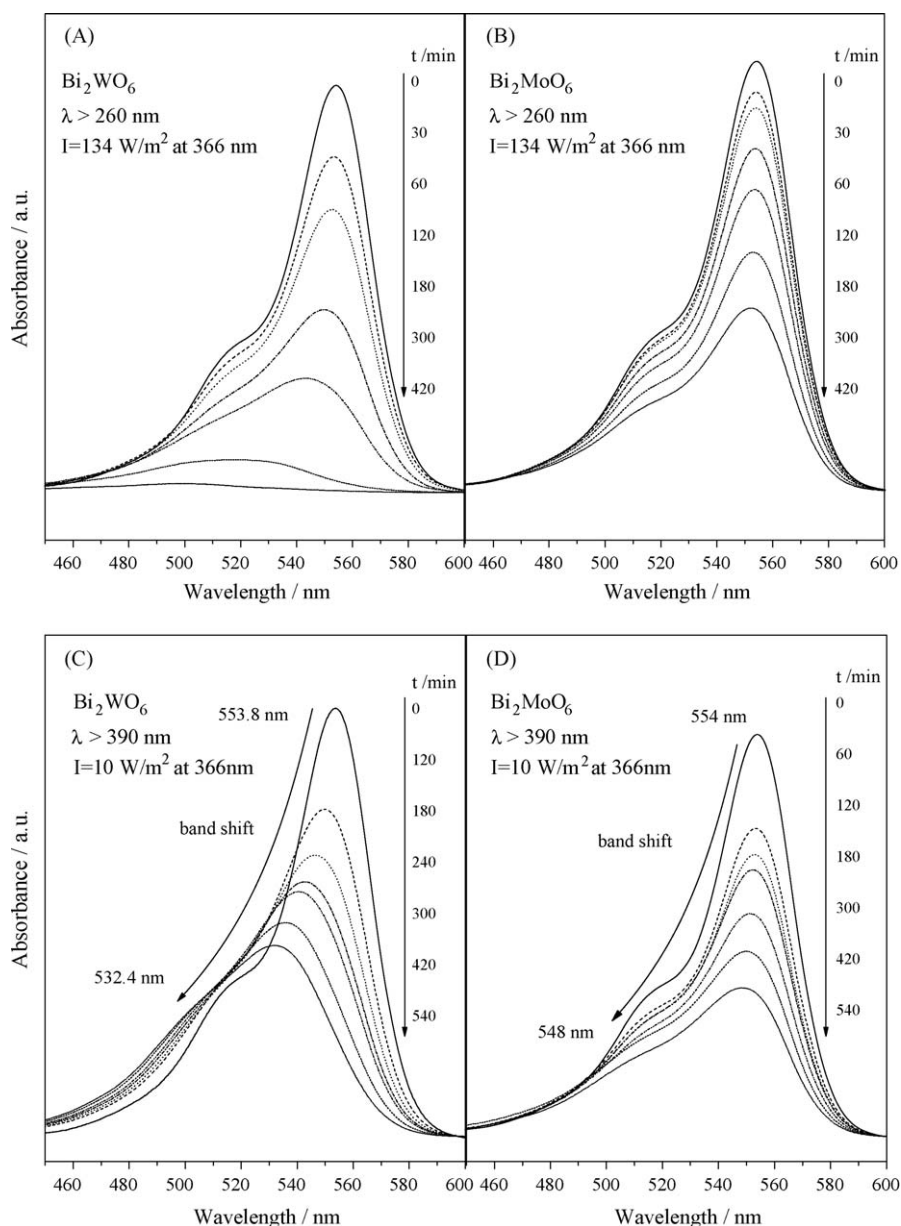 (A)
Bi₂WO₆
λ > 260 nm
I=134 W/m² at 366 nm
t /min
0
30
60
120
180
300
420
Absorbance / a.u.
460 480 500 520 540 560 580 600
Wavelength / nm
(B)
Bi₂MoO₆
λ > 260 nm
I=134 W/m² at 366 nm
t /min
0
30
60
120
180
300
420
460 480 500 520 540 560 580 600
Wavelength / nm
(C)
Bi₂WO₆
λ > 390 nm
I=10 W/m² at 366nm
553.8 nm
band shift
532.4 nm
t /min
0
120
180
240
300
420
540
Absorbance / a.u.
460 480 500 520 540 560 580 600
Wavelength / nm
(D)
Bi₂MoO₆
λ > 390 nm
I=10 W/m² at 366nm
554 nm
band shift
548 nm
t /min
0
60
120
180
300
420
540
460 480 500 520 540 560 580 600
Wavelength / nm